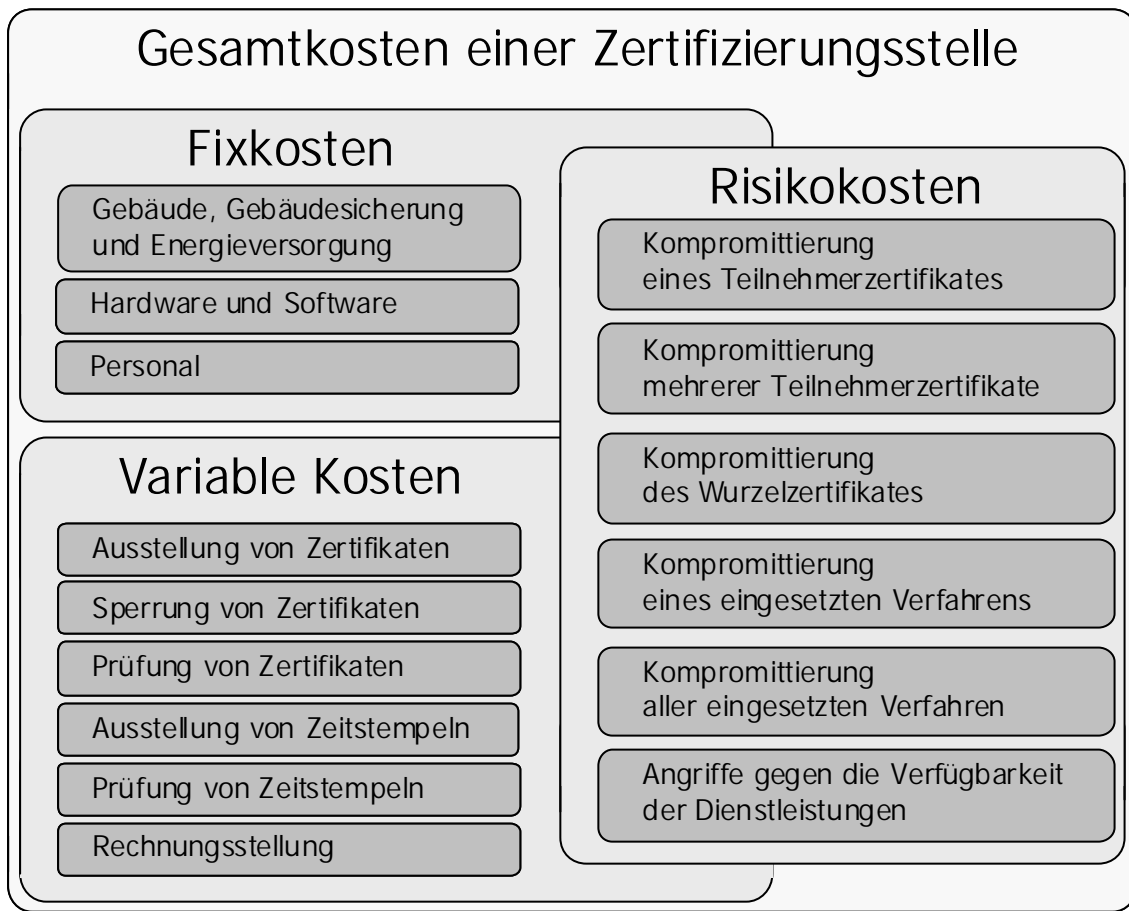 Gesamtkosten einer Zertifizierungsstelle
Fixkosten
Gebäude, Gebäudesicherung
und Energieversorgung
Hardware und Software
Personal
Variable Kosten
Ausstellung von Zertifikaten
Sperrung von Zertifikaten
Prüfung von Zertifikaten
Ausstellung von Zeitstempeln
Prüfung von Zeitstempeln
Rechnungsstellung
Risikokosten
Kompromittierung
eines Teilnehmerzertifikates
Kompromittierung
mehrerer Teilnehmerzertifikate
Kompromittierung
des Wurzelzertifikates
Kompromittierung
eines eingesetzten Verfahrens
Kompromittierung
aller eingesetzten Verfahren
Angriffe gegen die Verfügbarkeit
der Dienstleistungen